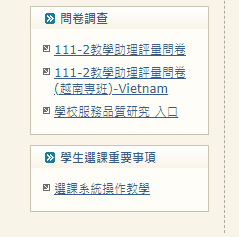 問卷調查
111-2教學助理評量問卷
111-2教學助理評量問卷
(越南專班)-Vietnam
學校服務品質研究 入口
學生選課重要事項
選課系統操作教學